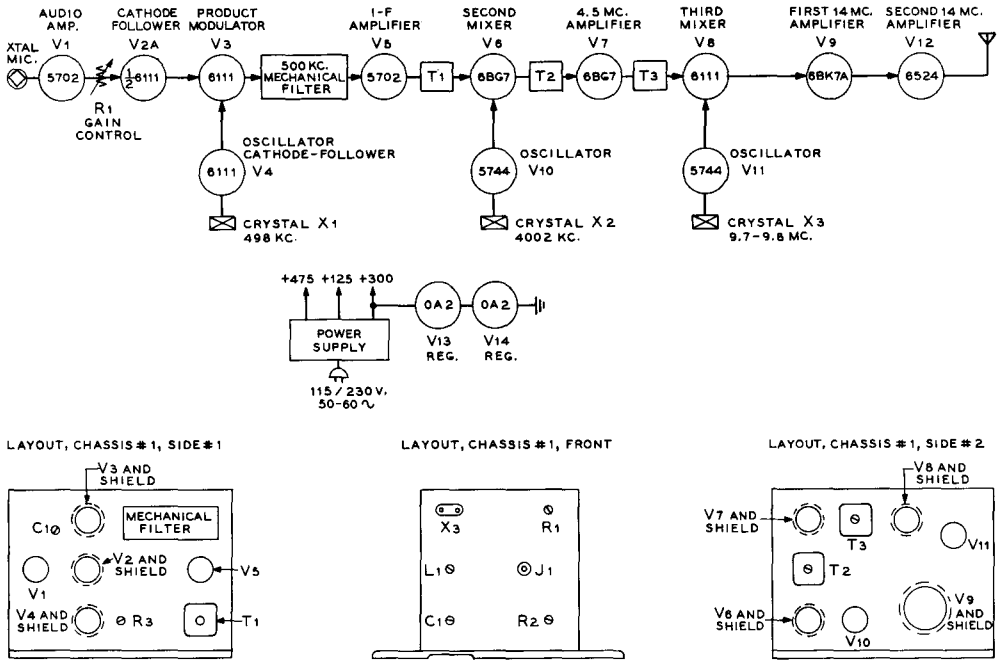 AUDIO AMP. V1
CATHODE FOLLOWER V2A
PRODUCT MODULATOR V3
I-F AMPLIFIER V5
SECOND MIXER V6
4.5 MC. AMPLIFIER V7
THIRD MIXER V8
FIRST 14 MC. AMPLIFIER V9
SECOND 14 MC. AMPLIFIER V12
XTAL MIC.
5702
1/2 6111
6111
500 KC. MECHANICAL FILTER
5702
T1
6BG7
T2
6BG7
T3
6111
6BK7A
6524
R1 GAIN CONTROL
6111
OSCILLATOR CATHODE-FOLLOWER V4
5744
OSCILLATOR V10
5744
OSCILLATOR V11
CRYSTAL X1 498 KC.
CRYSTAL X2 4002 KC.
CRYSTAL X3 9.7-9.8 MC.
+475 +125 +300
POWER SUPPLY
0A2
0A2
V13 REG.
V14 REG.
115/230 V, 50-60 ~
LAYOUT, CHASSIS #1, SIDE #1
V3 AND SHIELD
C1
MECHANICAL FILTER
V1
V2 AND SHIELD
V5
V4 AND SHIELD
R3
T1
LAYOUT, CHASSIS #1, FRONT
X3
R1
L1
J1
C1
R2
LAYOUT, CHASSIS #1, SIDE #2
V8 AND SHIELD
V7 AND SHIELD
T3
V11
T2
V6 AND SHIELD
V10
V9 AND SHIELD